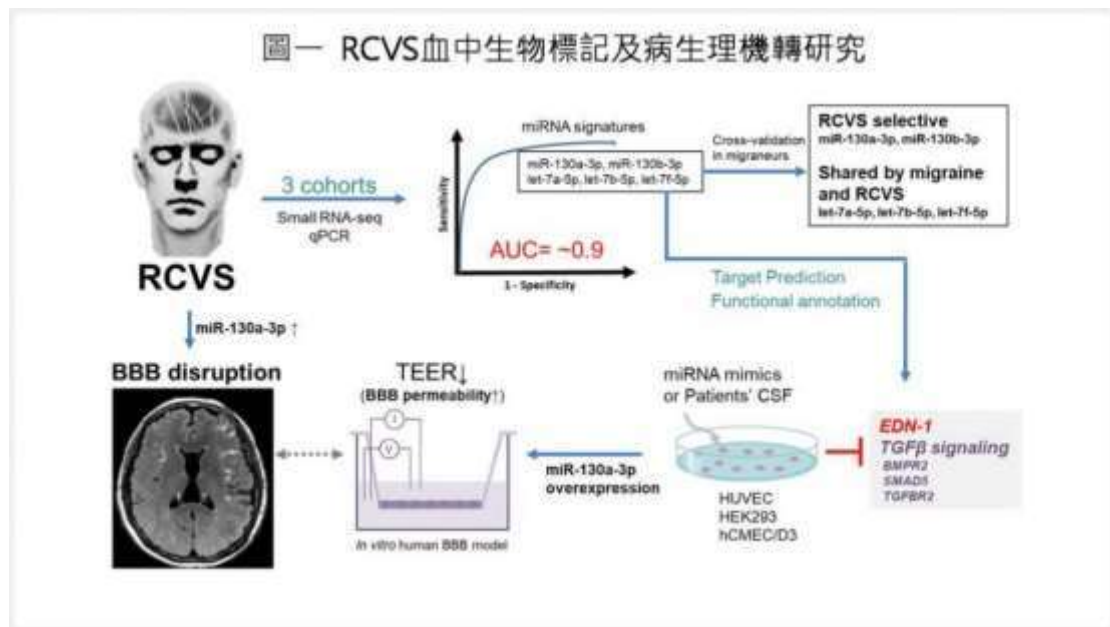 圖一 RCVS血中生物標記及病生理機轉研究
RCVS
3 cohorts
Small RNA-seq
qPCR
miRNA signatures
miR-130a-3p, miR-130b-3p
let-7a-5p, let-7b-5p, let-7f-5p
Sensitivity
AUC= ~0.9
1 - Specificity
Cross-validation
in migraneurs
RCVS selective
miR-130a-3p, miR-130b-3p
Shared by migraine
and RCVS
let-7a-5p, let-7b-5p, let-7f-5p
Target Prediction
Functional annotation
miR-130a-3p ↑
BBB disruption
TEER↓
(BBB permeability↑)
I
V
In vitro human BBB model
miR-130a-3p
overexpression
miRNA mimics
or Patients' CSF
HUVEC
HEK293
hCMEC/D3
EDN-1
TGFβ signaling
BMPR2
SMAD5
TGFBR2